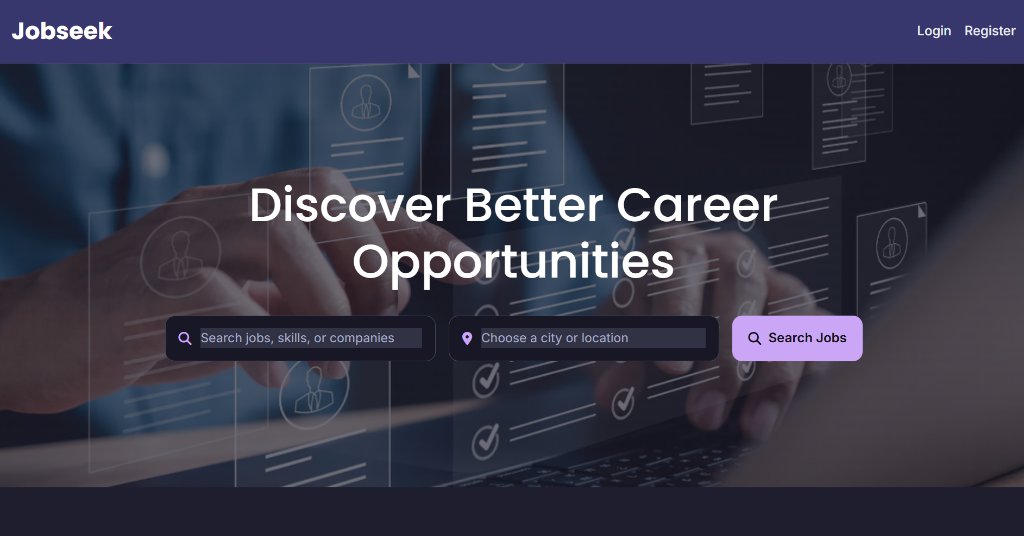 Jobseek
Login Register
Discover Better Career
Opportunities
Search jobs, skills, or companies
Choose a city or location
Search Jobs